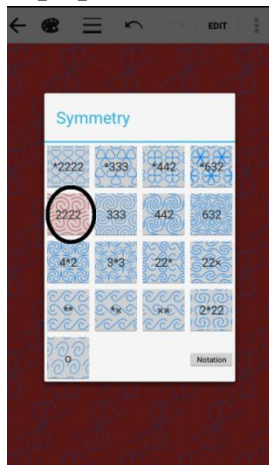 EDIT
Symmetry
*2222 *333 *442 *632
2222 333 442 632
4*2 3*3 22* 22×
** *× ×× 2*22
o
Notation